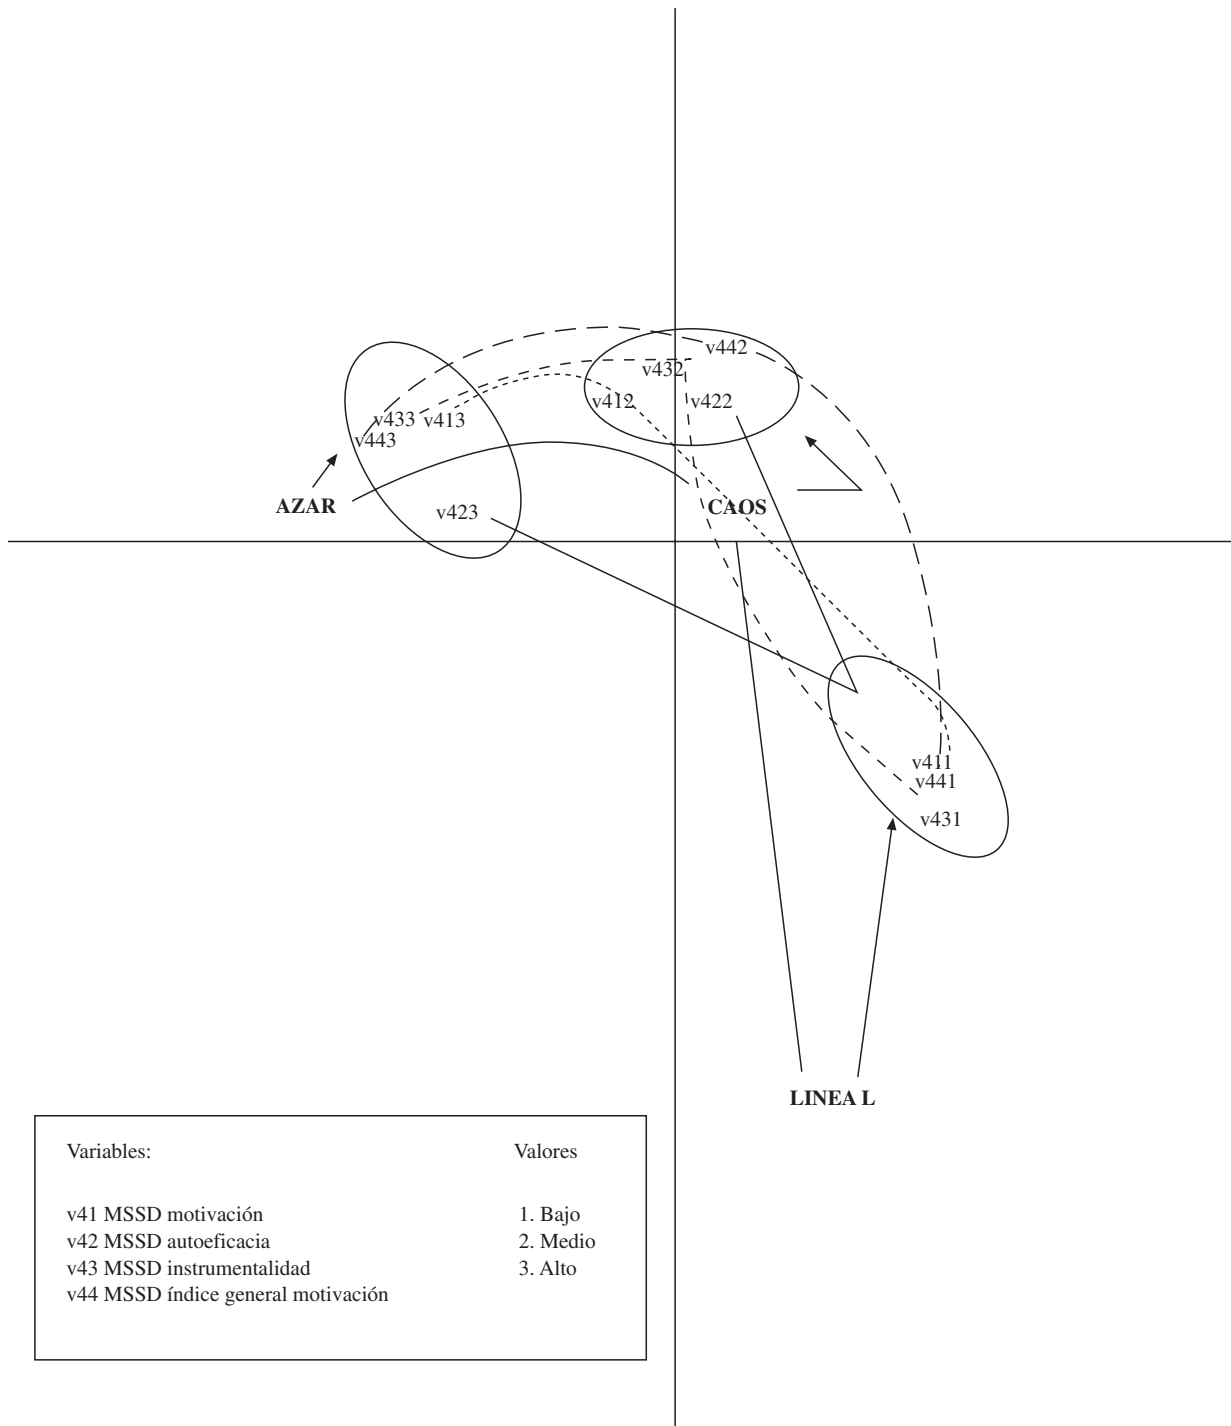 v442
v432
v412
v422
v433
v413
v443
AZAR
v423
CAOS
v411
v441
v431
LINEA L
Variables: Valores
v41 MSSD motivación 1. Bajo
v42 MSSD autoeficacia 2. Medio
v43 MSSD instrumentalidad 3. Alto
v44 MSSD índice general motivación